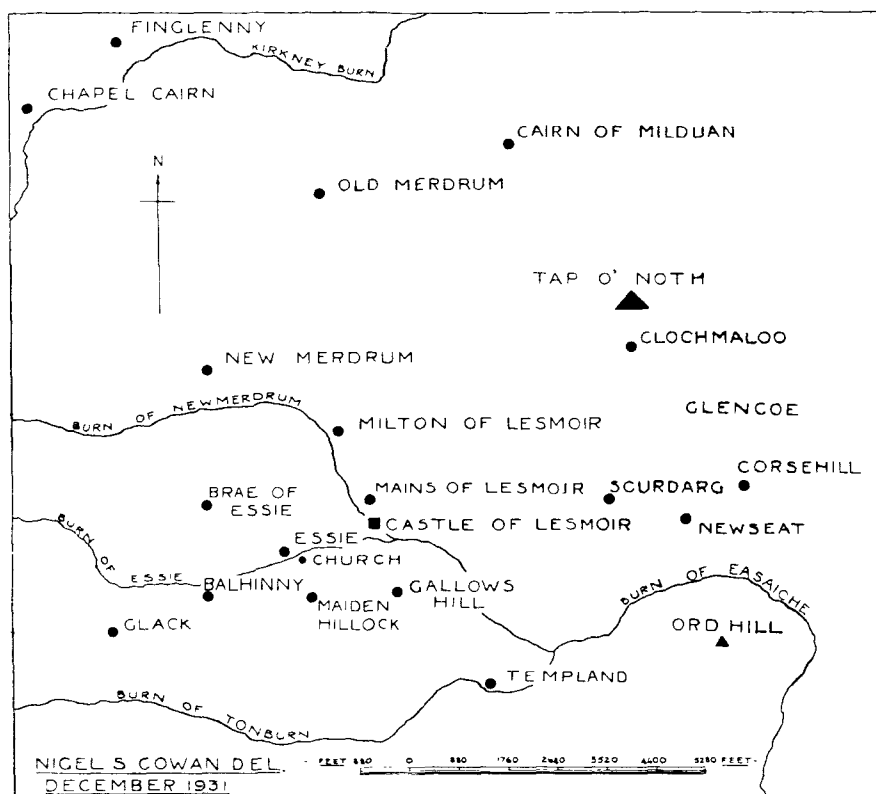 FINGLENNY
KIRKNEY BURN
CHAPEL CAIRN
CAIRN OF MILDUAN
N
OLD MERDRUM
TAP O' NOTH
CLOCHMALOO
NEW MERDRUM
GLENCOE
BURN OF NEWMERDRUM
MILTON OF LESMOIR
CORSEHILL
MAINS OF LESMOIR
SCURDARG
BRAE OF
ESSIE
CASTLE OF LESMOIR
NEWSEAT
ESSIE
CHURCH
BURN OF ESSIE
BALHINNY
GALLOWS
HILL
MAIDEN
HILLOCK
BURN OF EASAICHE
GLACK
ORD HILL
TEMPLAND
BURN OF TONBURN
NIGEL S COWAN DEL.
DECEMBER 1931
FEET 880 0 880 1760 2640 3520 4400 5280 FEET